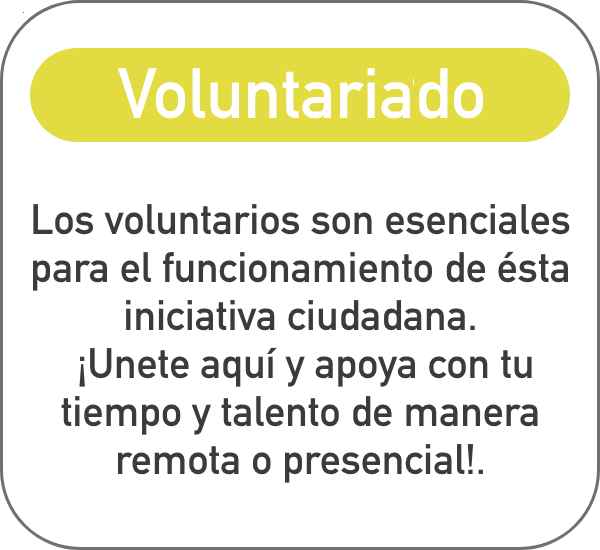 Voluntariado
Los voluntarios son esenciales
para el funcionamiento de ésta
iniciativa ciudadana.
¡Unete aquí y apoya con tu
tiempo y talento de manera
remota o presencial!.